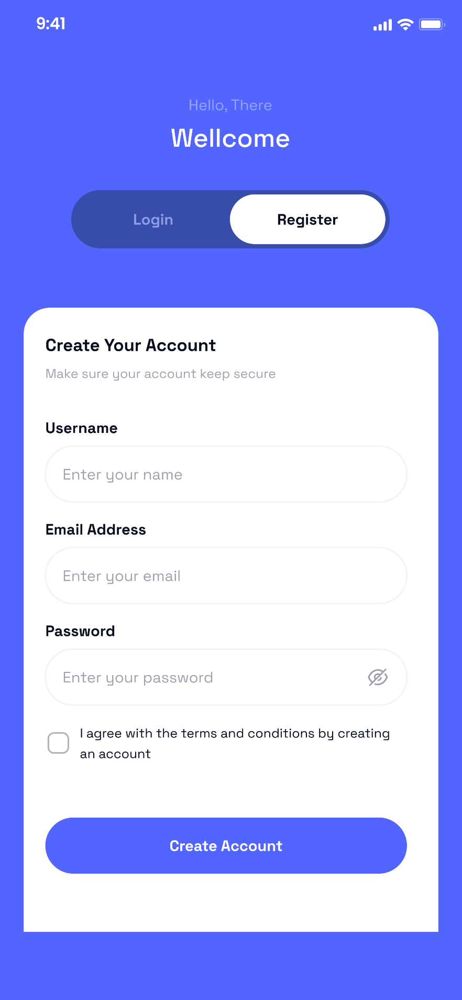 9:41
Hello, There
Wellcome
Login
Register
Create Your Account
Make sure your account keep secure
Username
Enter your name
Email Address
Enter your email
Password
Enter your password
I agree with the terms and conditions by creating
an account
Create Account